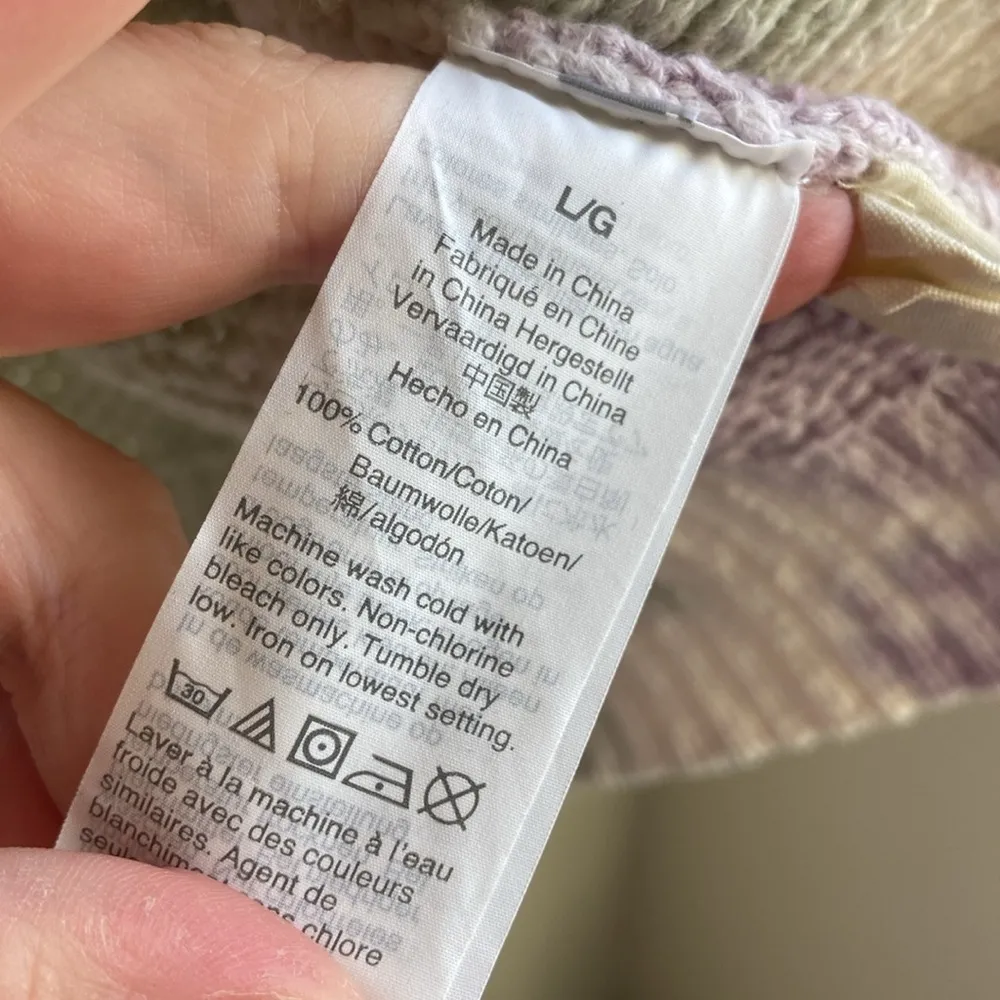 L/G
Made in China
Fabriqué en Chine
in China Hergestellt
Vervaardigd in China
中国製
Hecho en China
100% Cotton/Coton/
Baumwolle/Katoen/
綿/algodón
Machine wash cold with
like colors. Non-chlorine
bleach only. Tumble dry
low. Iron on lowest setting.
30
Laver à la machine à l'eau
froide avec des couleurs
similaires. Agent de
chlore